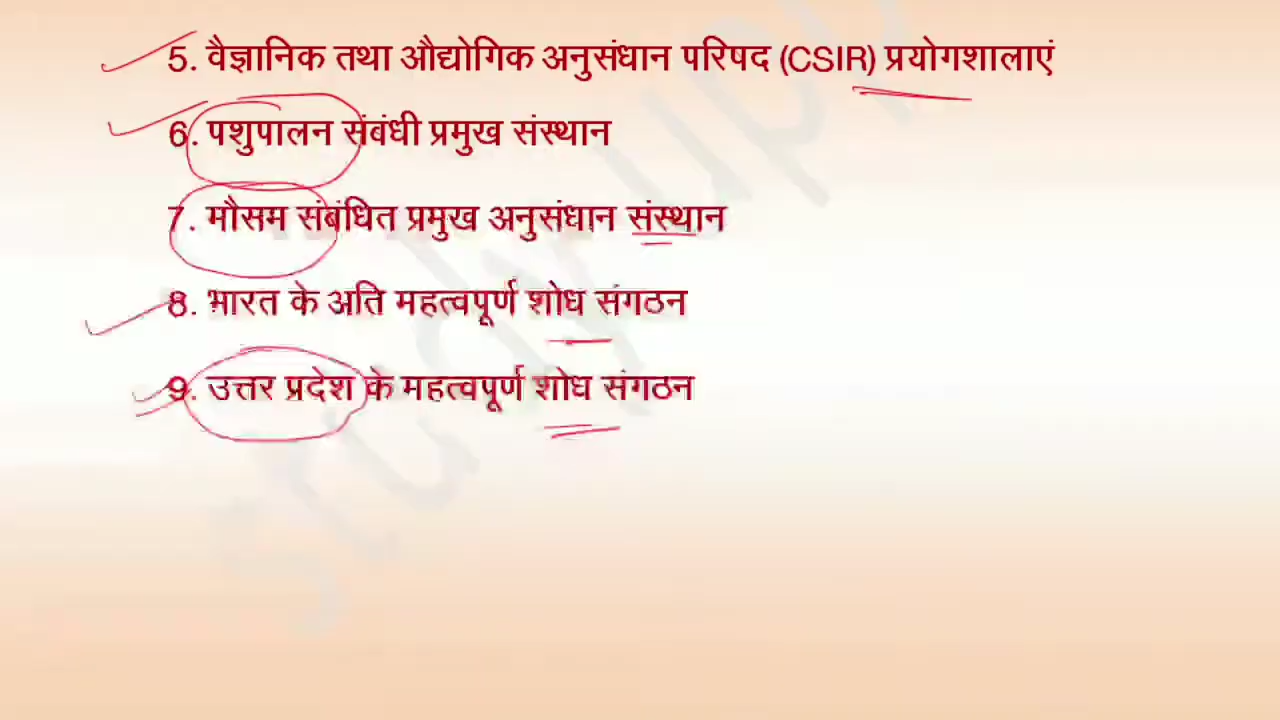 5. वैज्ञानिक तथा औद्योगिक अनुसंधान परिषद (CSIR) प्रयोगशालाएं
6. पशुपालन संबंधी प्रमुख संस्थान
7. मौसम संबंधित प्रमुख अनुसंधान संस्थान
8. भारत के अति महत्वपूर्ण शोध संगठन
9. उत्तर प्रदेश के महत्वपूर्ण शोध संगठन